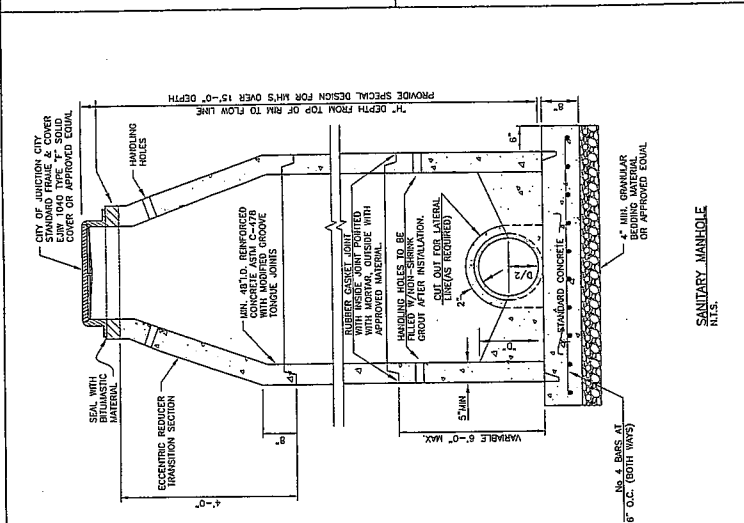 CITY OF JUNCTION CITY
STANDARD FRAME & COVER
EJIW 1040 TYPE "F" SOLID
COVER OR APPROVED EQUAL
SEAL WITH
BITUMASTIC
MATERIAL
HANDLING
HOLES
ECCENTRIC REDUCER
TRANSITION SECTION
4'-0"
8"
MIN. 48" I.D. REINFORCED
CONCRETE ASTM C-478
WITH MODIFIED GROOVE
TONGUE JOINTS
"H" DEPTH FROM TOP OF RIM TO FLOW LINE
PROVIDE SPECIAL DESIGN FOR MH'S OVER 15'-0" DEPTH
RUBBER GASKET JOINT
WITH INSIDE JOINT POINTED
WITH MORTAR, OUTSIDE WITH
APPROVED MATERIAL.
HANDLING HOLES TO BE
FILLED W/NON-SHRINK
GROUT AFTER INSTALLATION.
CUT OUT FOR LATERAL
LINE(AS REQUIRED)
VARIABLE 6'-0" MAX.
5"MIN
2"
D
D/2
6"
8"
STANDARD CONCRETE
No 4 BARS AT
6" O.C. (BOTH WAYS)
4" MIN. GRANULAR
BEDDING MATERIAL
OR APPROVED EQUAL
SANITARY MANHOLE
N.T.S.